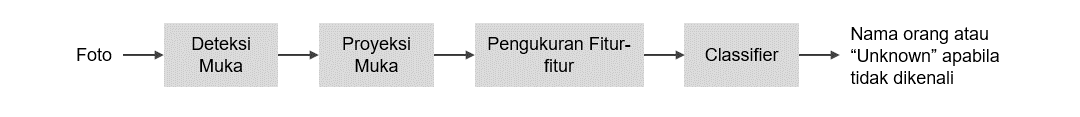 Foto
Deteksi
Muka
Proyeksi
Muka
Pengukuran Fitur-
fitur
Classifier
Nama orang atau
“Unknown” apabila
tidak dikenali